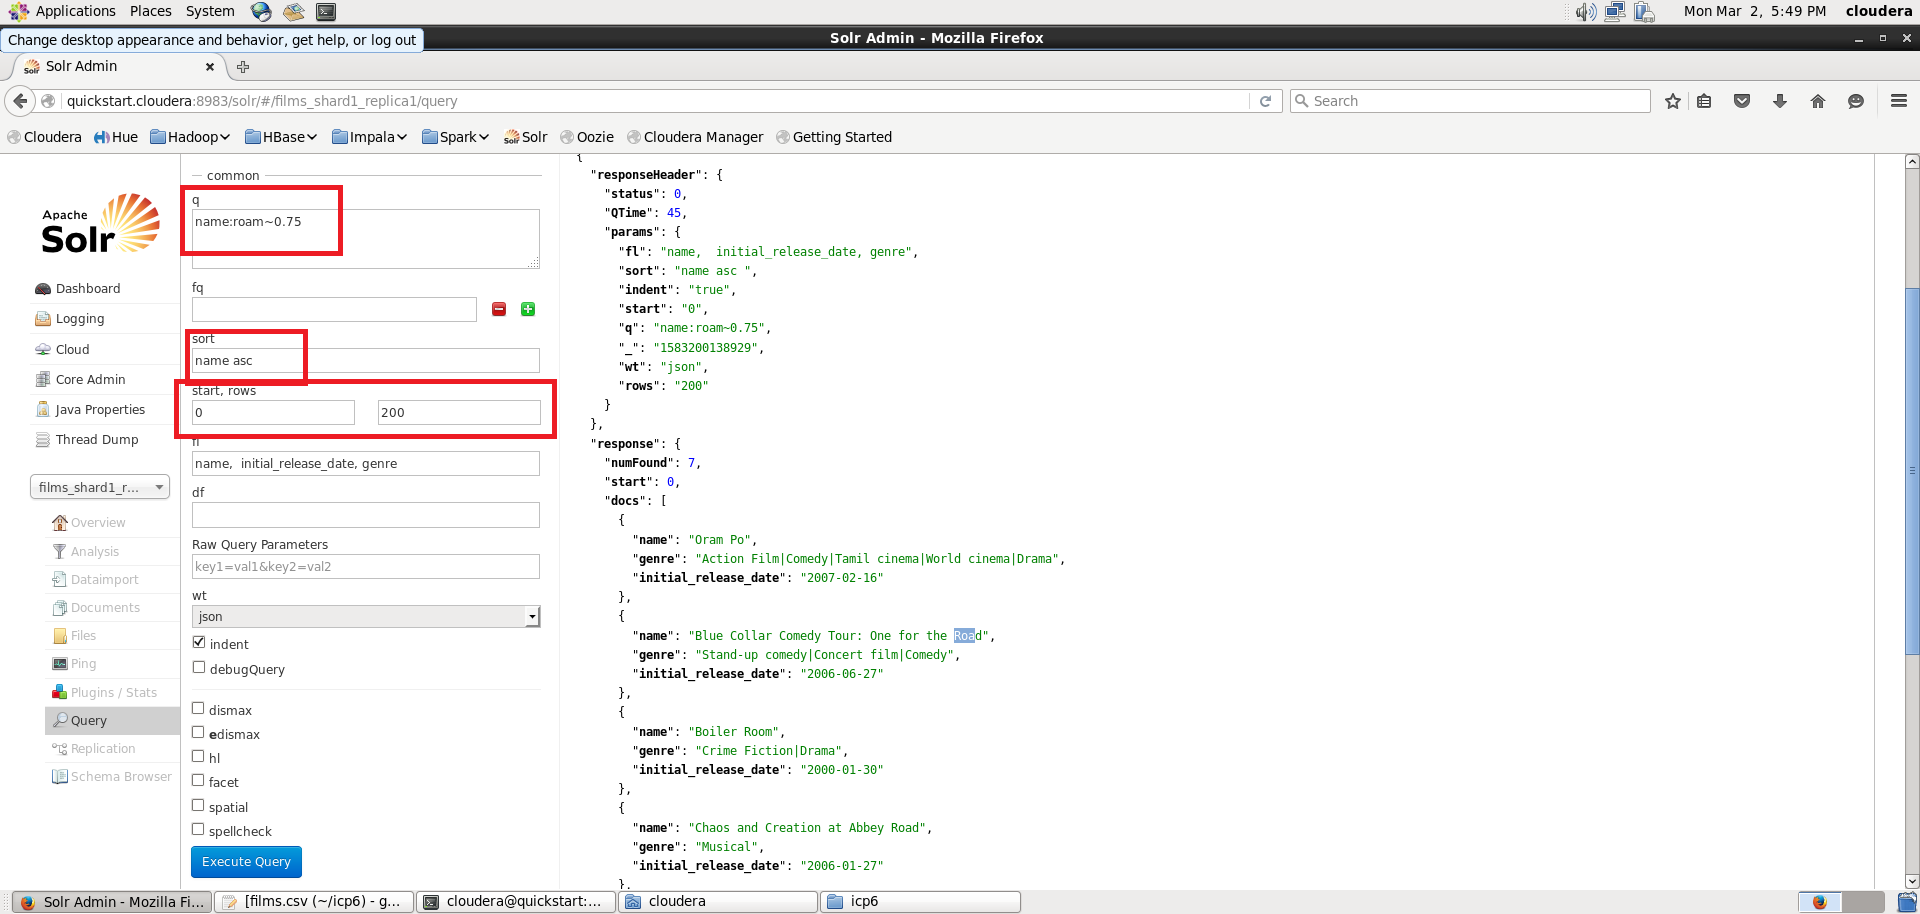 Applications Places System
Mon Mar 2, 5:49 PM cloudera
Change desktop appearance and behavior, get help, or log out
Solr Admin - Mozilla Firefox
Solr Solr Admin
quickstart.cloudera:8983/solr/#/films_shard1_replica1/query
Search
Cloudera Hue Hadoop HBase Impala Spark Solr Solr Oozie Cloudera Manager Getting Started
Apache
Solr
Dashboard
Logging
Cloud
Core Admin
Java Properties
Thread Dump
films_shard1_r...
Overview
Analysis
Dataimport
Documents
Files
Ping
Plugins / Stats
Query
Replication
Schema Browser
common
q
name:roam~0.75
fq
sort
name asc
start, rows
0 200
fl
name,  initial_release_date, genre
df
Raw Query Parameters
key1=val1&key2=val2
wt
json
indent
debugQuery
dismax
edismax
hl
facet
spatial
spellcheck
Execute Query
{
"responseHeader": {
"status": 0,
"QTime": 45,
"params": {
"fl": "name,  initial_release_date, genre",
"sort": "name asc ",
"indent": "true",
"start": "0",
"q": "name:roam~0.75",
"_": "1583200138929",
"wt": "json",
"rows": "200"
}
},
"response": {
"numFound": 7,
"start": 0,
"docs": [
{
"name": "Oram Po",
"genre": "Action Film|Comedy|Tamil cinema|World cinema|Drama",
"initial_release_date": "2007-02-16"
},
{
"name": "Blue Collar Comedy Tour: One for the Road",
"genre": "Stand-up comedy|Concert film|Comedy",
"initial_release_date": "2006-06-27"
},
{
"name": "Boiler Room",
"genre": "Crime Fiction|Drama",
"initial_release_date": "2000-01-30"
},
{
"name": "Chaos and Creation at Abbey Road",
"genre": "Musical",
"initial_release_date": "2006-01-27"
},
Solr Admin - Mozilla Fi... [films.csv (~/icp6) - g... cloudera@quickstart:... cloudera icp6